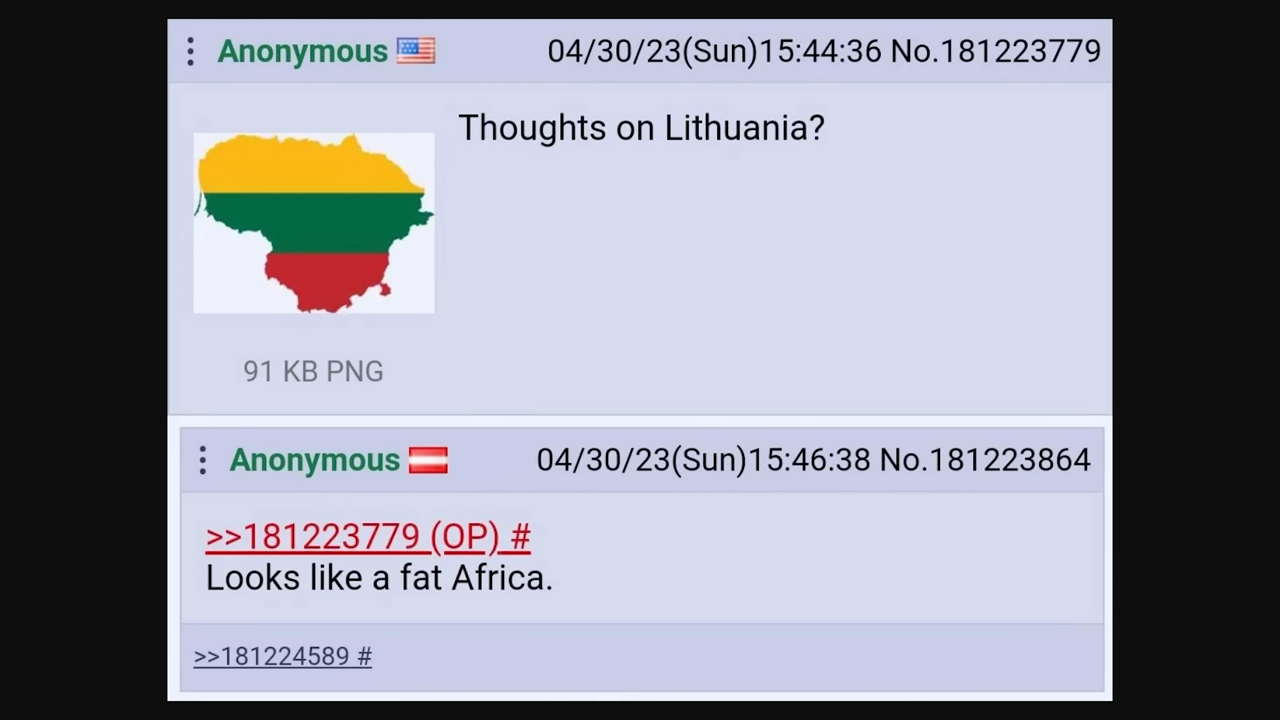 Anonymous 04/30/23(Sun)15:44:36 No.181223779
Thoughts on Lithuania?
91 KB PNG
Anonymous 04/30/23(Sun)15:46:38 No.181223864
>>181223779 (OP) #
Looks like a fat Africa.
>>181224589 #